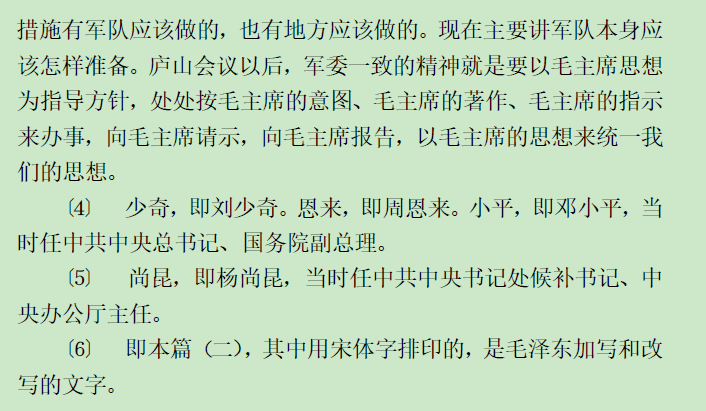 措施有军队应该做的，也有地方应该做的。现在主要讲军队本身应
该怎样准备。庐山会议以后，军委一致的精神就是要以毛主席思想
为指导方针，处处按毛主席的意图、毛主席的著作、毛主席的指示
来办事，向毛主席请示，向毛主席报告，以毛主席的思想来统一我
们的思想。
〔4〕 少奇，即刘少奇。恩来，即周恩来。小平，即邓小平，当
时任中共中央总书记、国务院副总理。
〔5〕 尚昆，即杨尚昆，当时任中共中央书记处候补书记、中
央办公厅主任。
〔6〕 即本篇（二），其中用宋体字排印的，是毛泽东加写和改
写的文字。